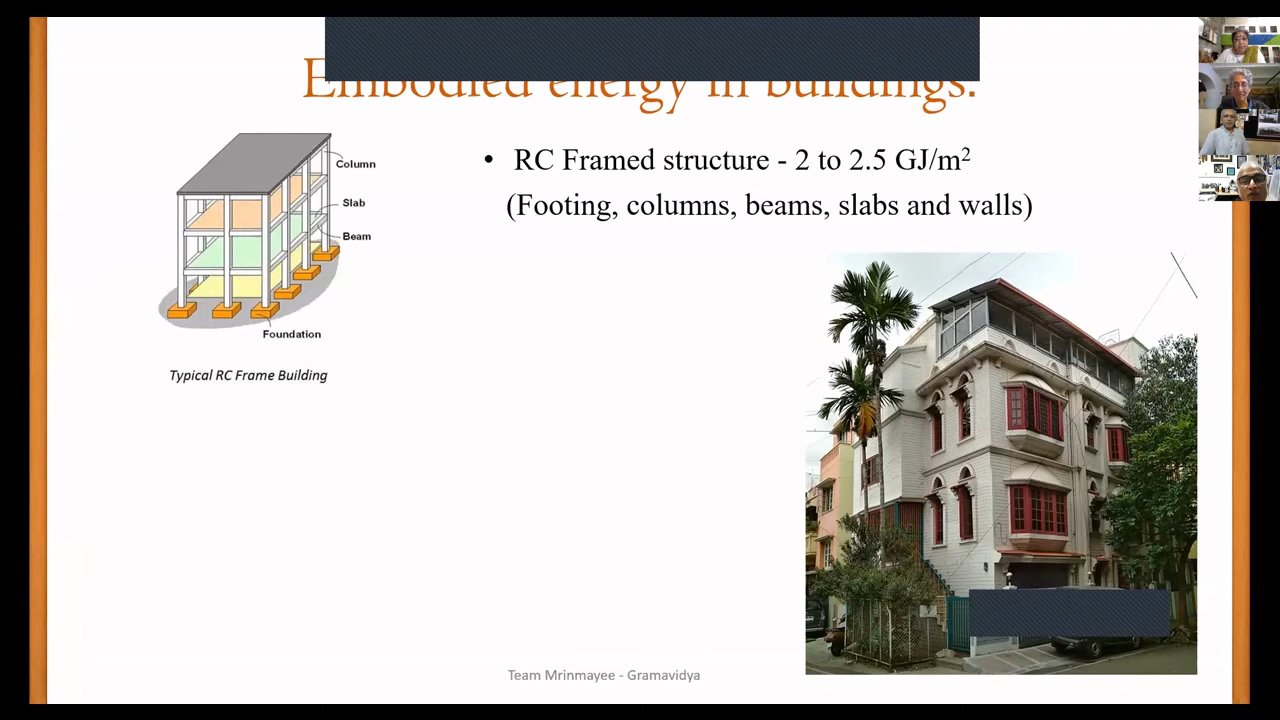 Embodied energy in buildings.
• RC Framed structure - 2 to 2.5 GJ/m²
(Footing, columns, beams, slabs and walls)
Column
Slab
Beam
Foundation
Typical RC Frame Building
Team Mrinmayee - Gramavidya